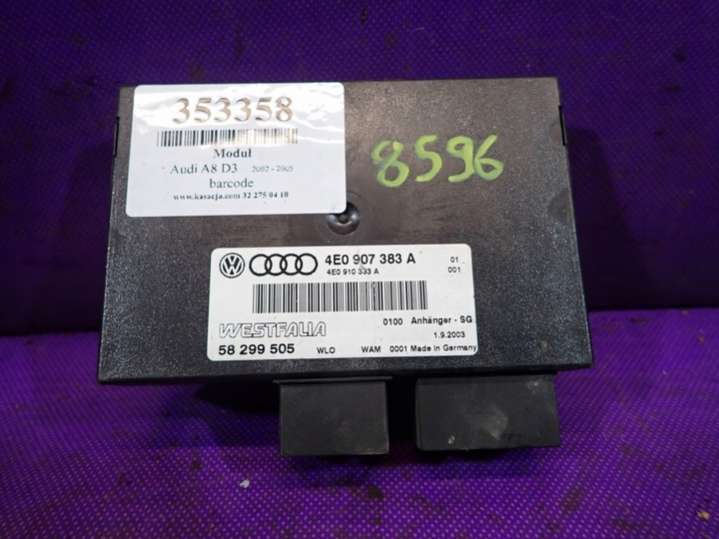 353358
Moduł
Audi A8 D3 2002 - 2005
barcode
www.kasacja.com 32 275 04 10
8596
4E0 907 383 A 01
4E0 910 333 A 001
WESTFALIA 0100 Anhänger - SG
1.9.2003
58 299 505 WLO WAM 0001 Made in Germany